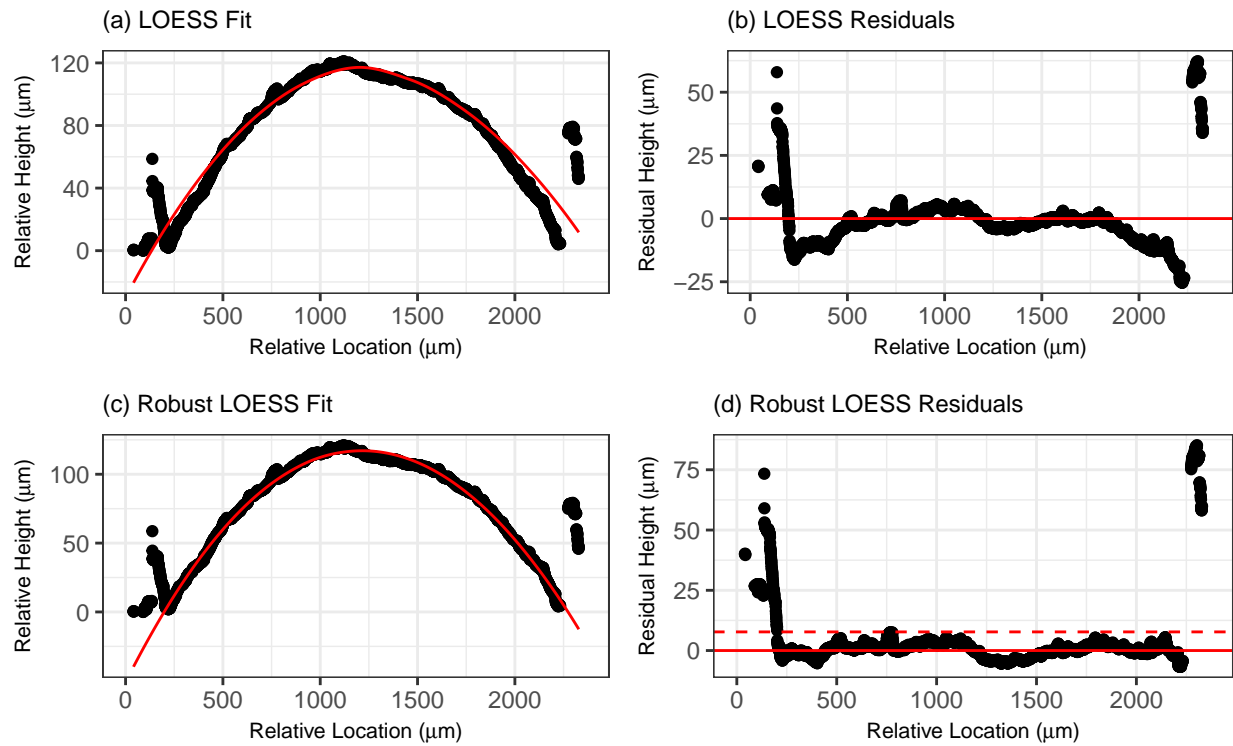 (a) LOESS Fit
Relative Height (μm)
120
80
40
0
0 500 1000 1500 2000
Relative Location (μm)
(b) LOESS Residuals
Residual Height (μm)
50
25
0
−25
0 500 1000 1500 2000
Relative Location (μm)
(c) Robust LOESS Fit
Relative Height (μm)
100
50
0
0 500 1000 1500 2000
Relative Location (μm)
(d) Robust LOESS Residuals
Residual Height (μm)
75
50
25
0
0 500 1000 1500 2000
Relative Location (μm)